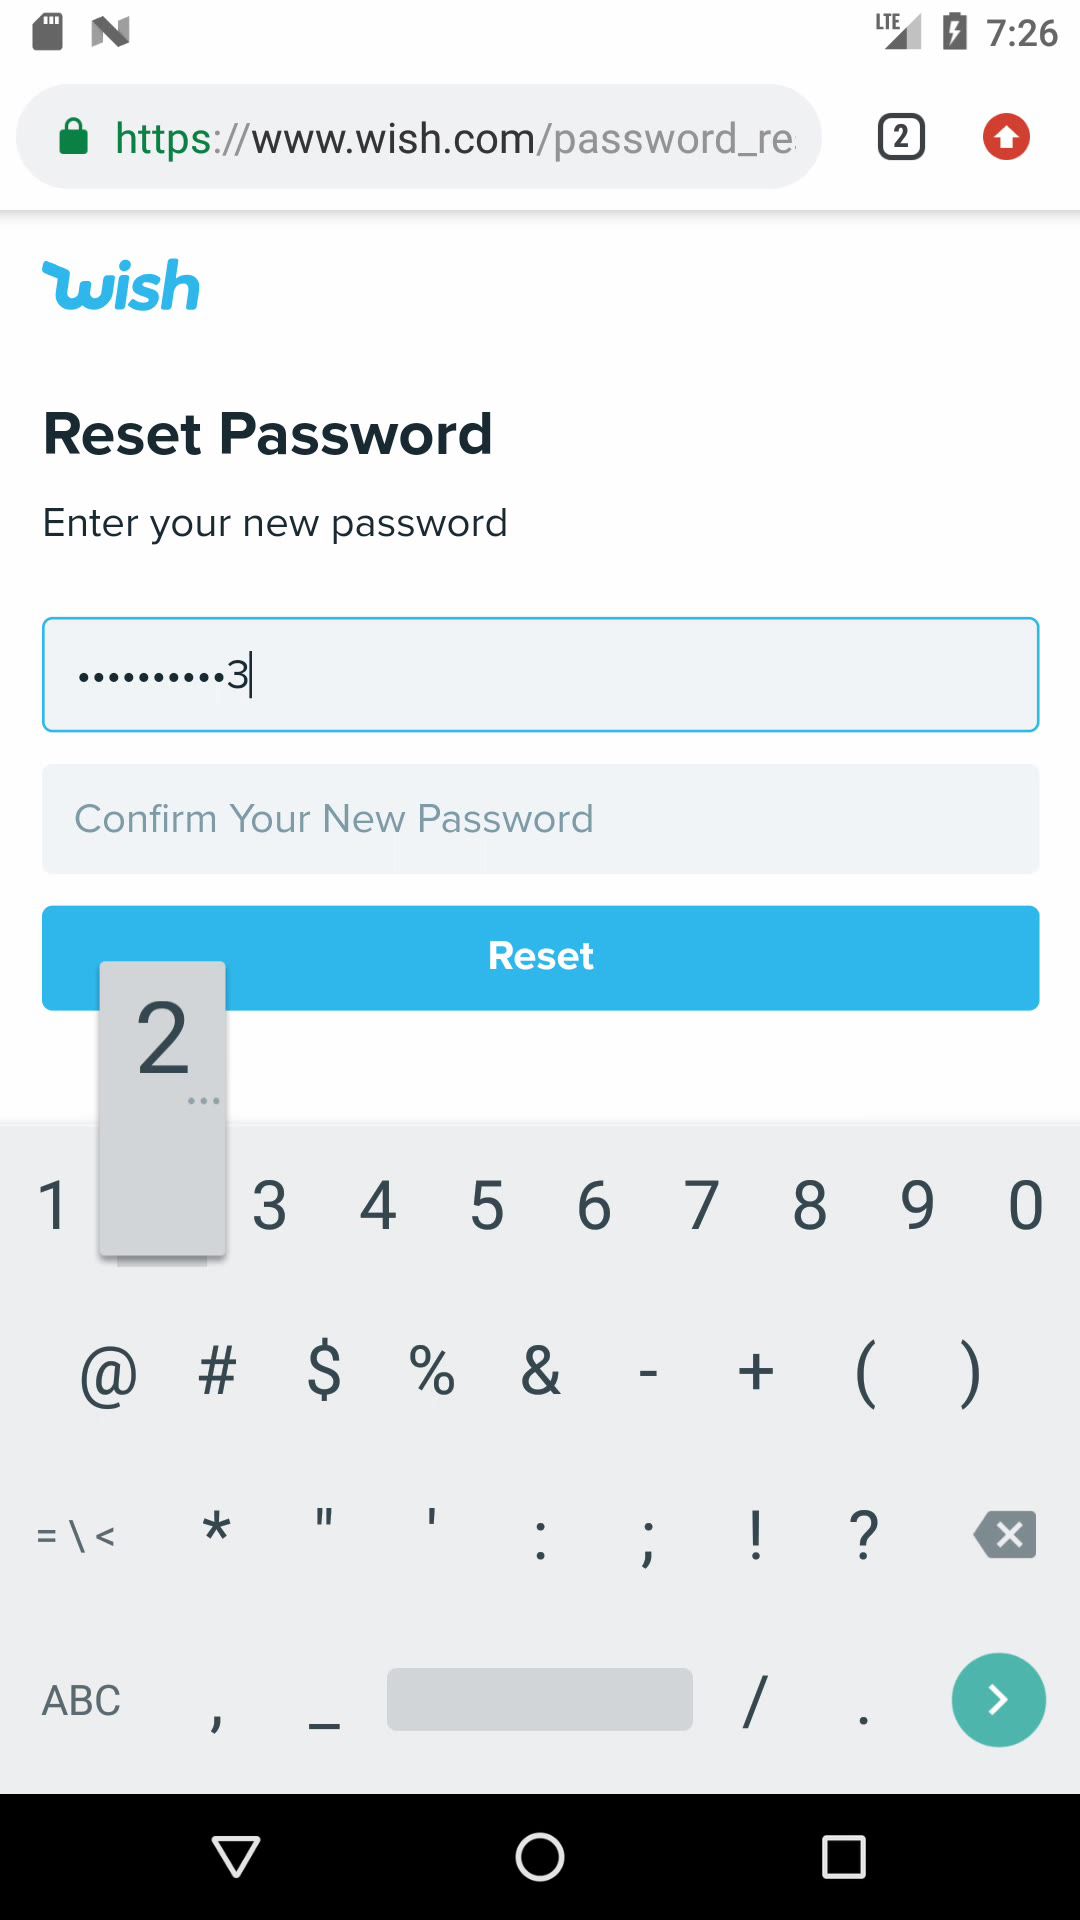 LTE 7:26
https://www.wish.com/password_re
2
wish
Reset Password
Enter your new password
••••••••••3
Confirm Your New Password
Reset
2
...
1 3 4 5 6 7 8 9 0
@ # $ % & - + ( )
= \ < * " ' : ; ! ?
ABC , _ / .